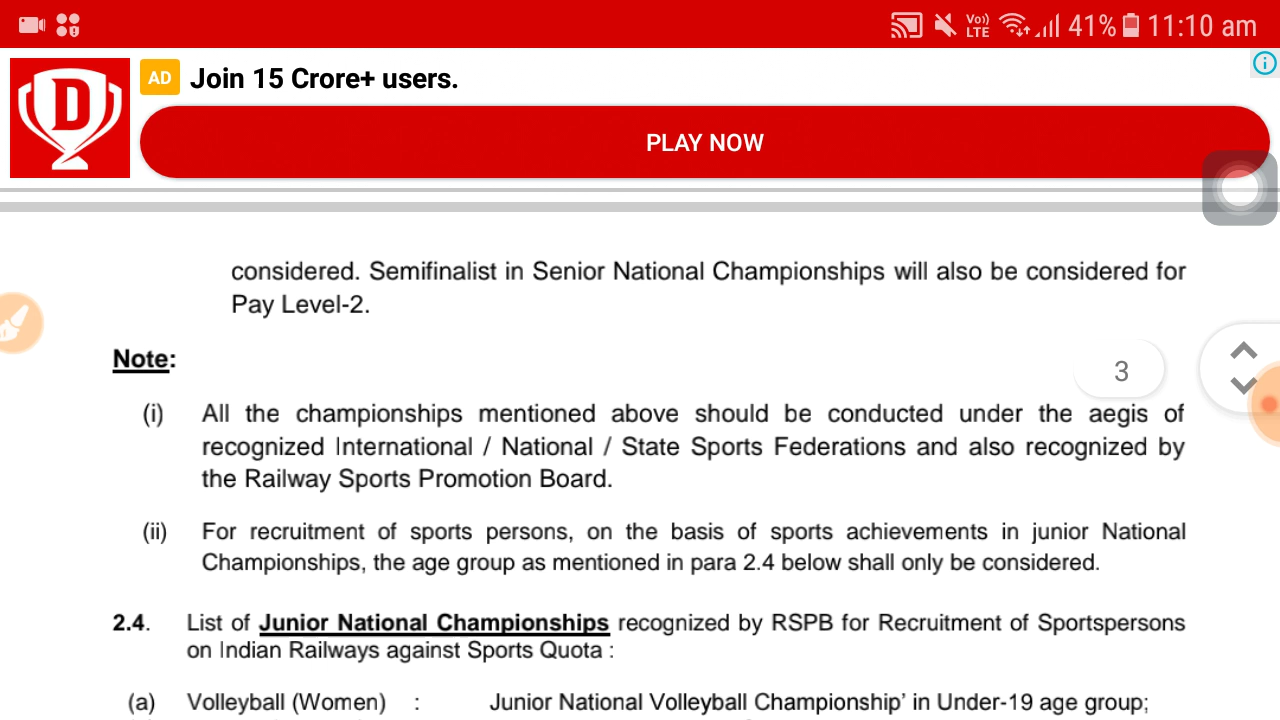 Vo))
LTE
41%
11:10 am
D
AD Join 15 Crore+ users.
PLAY NOW
considered. Semifinalist in Senior National Championships will also be considered for
Pay Level-2.
Note:
3
(i) All the championships mentioned above should be conducted under the aegis of
recognized International / National / State Sports Federations and also recognized by
the Railway Sports Promotion Board.
(ii) For recruitment of sports persons, on the basis of sports achievements in junior National
Championships, the age group as mentioned in para 2.4 below shall only be considered.
2.4. List of Junior National Championships recognized by RSPB for Recruitment of Sportspersons
on Indian Railways against Sports Quota :
(a) Volleyball (Women) : Junior National Volleyball Championship' in Under-19 age group;